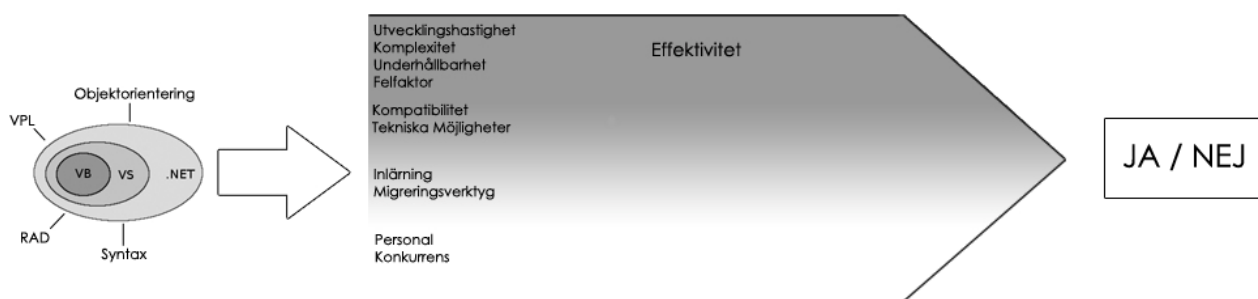 Objektorientering
VPL
VB
VS
.NET
RAD
Syntax
Utvecklingshastighet
Komplexitet
Underhållbarhet
Felfaktor
Kompatibilitet
Tekniska Möjligheter
Inlärning
Migreringsverktyg
Personal
Konkurrens
Effektivitet
JA / NEJ